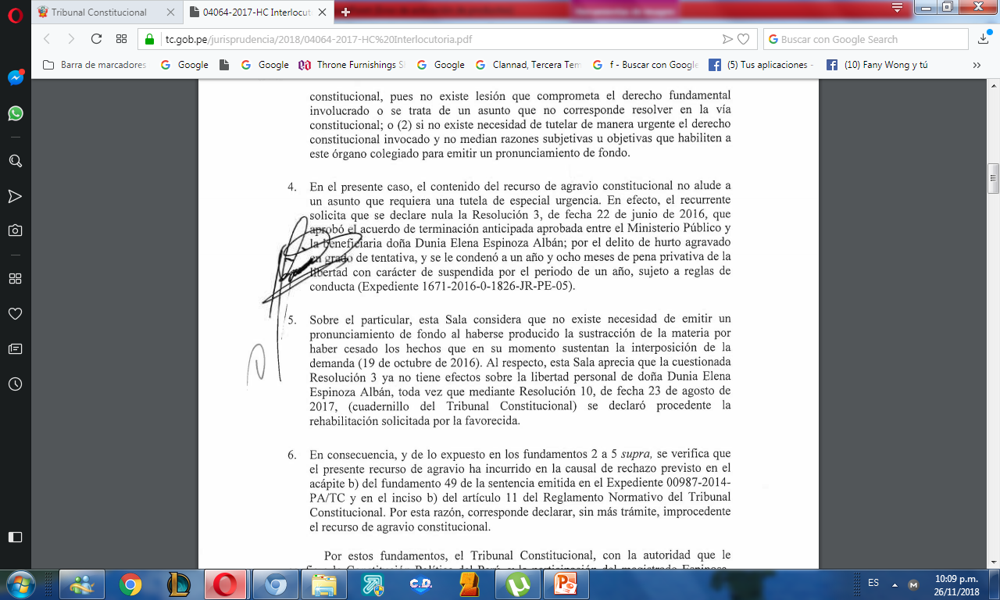 Tribunal Constitucional
04064-2017-HC Interlocuto
tc.gob.pe/jurisprudencia/2018/04064-2017-HC%20Interlocutoria.pdf
Buscar con Google Search
Barra de marcadores
Google
Google
Throne Furnishings S
Google
Clannad, Tercera Tem
f - Buscar con Google
(5) Tus aplicaciones -
(10) Fany Wong y tú
constitucional, pues no existe lesión que comprometa el derecho fundamental
involucrado o se trata de un asunto que no corresponde resolver en la vía
constitucional; o (2) si no existe necesidad de tutelar de manera urgente el derecho
constitucional invocado y no median razones subjetivas u objetivas que habiliten a
este órgano colegiado para emitir un pronunciamiento de fondo.
4. En el presente caso, el contenido del recurso de agravio constitucional no alude a
un asunto que requiera una tutela de especial urgencia. En efecto, el recurrente
solicita que se declare nula la Resolución 3, de fecha 22 de junio de 2016, que
aprobó el acuerdo de terminación anticipada aprobada entre el Ministerio Público y
la beneficiaria doña Dunia Elena Espinoza Albán; por el delito de hurto agravado
en grado de tentativa, y se le condenó a un año y ocho meses de pena privativa de la
libertad con carácter de suspendida por el periodo de un año, sujeto a reglas de
conducta (Expediente 1671-2016-0-1826-JR-PE-05).
5. Sobre el particular, esta Sala considera que no existe necesidad de emitir un
pronunciamiento de fondo al haberse producido la sustracción de la materia por
haber cesado los hechos que en su momento sustentan la interposición de la
demanda (19 de octubre de 2016). Al respecto, esta Sala aprecia que la cuestionada
Resolución 3 ya no tiene efectos sobre la libertad personal de doña Dunia Elena
Espinoza Albán, toda vez que mediante Resolución 10, de fecha 23 de agosto de
2017, (cuadernillo del Tribunal Constitucional) se declaró procedente la
rehabilitación solicitada por la favorecida.
6. En consecuencia, y de lo expuesto en los fundamentos 2 a 5 supra, se verifica que
el presente recurso de agravio ha incurrido en la causal de rechazo previsto en el
acápite b) del fundamento 49 de la sentencia emitida en el Expediente 00987-2014-
PA/TC y en el inciso b) del artículo 11 del Reglamento Normativo del Tribunal
Constitucional. Por esta razón, corresponde declarar, sin más trámite, improcedente
el recurso de agravio constitucional.
Por estos fundamentos, el Tribunal Constitucional, con la autoridad que le
C.D.
ES
10:09 p.m.
26/11/2018